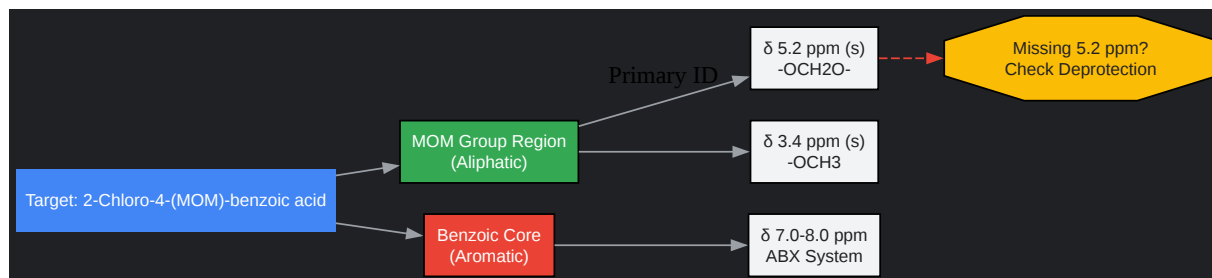 δ 5.2 ppm (s)
-OCH2O-
Missing 5.2 ppm?
Check Deprotection
Primary ID
MOM Group Region
(Aliphatic)
δ 3.4 ppm (s)
-OCH3
Target: 2-Chloro-4-(MOM)-benzoic acid
Benzoic Core
(Aromatic)
δ 7.0-8.0 ppm
ABX System